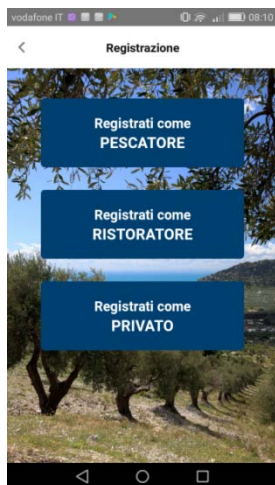 vodafone IT 08:10
Registrazione
Registrati come
PESCATORE
Registrati come
RISTORATORE
Registrati come
PRIVATO